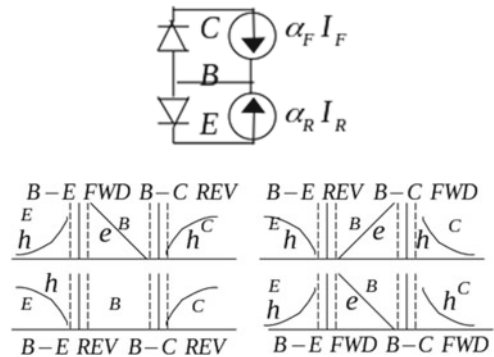 C α_F I_F
B
E α_R I_R
B−E FWD B−C REV
E h e B h C
h E B C
B−E REV B−C REV
B−E REV B−C FWD
E h B e h C
E h e B h C
B−E FWD B−C FWD